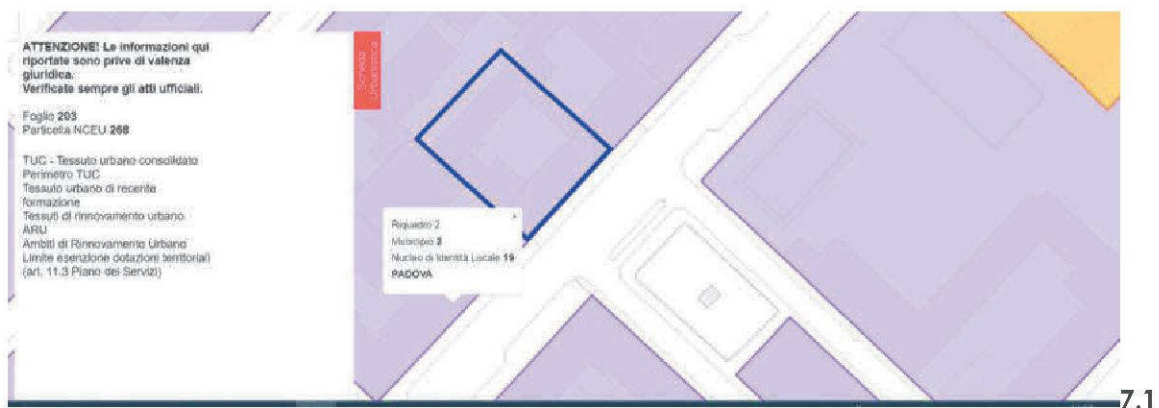 ATTENZIONE! Le informazioni qui
riportate sono prive di valenza
giuridica.
Verificate sempre gli atti ufficiali.
Foglio 203
Particella NCEU 268
TUC - Tessuto urbano consolidato
Perimetro TUC
Tessuto urbano di recente
formazione
Tessuti di rinnovamento urbano
ARU
Ambiti di Rinnovamento Urbano
Limite esenzione dotazioni territoriali
(art. 11.3 Piano dei Servizi)
Scheda
Urbanistica
Riquadro 2
Municipio 2
Nucleo di Identità Locale 19
PADOVA
7.1